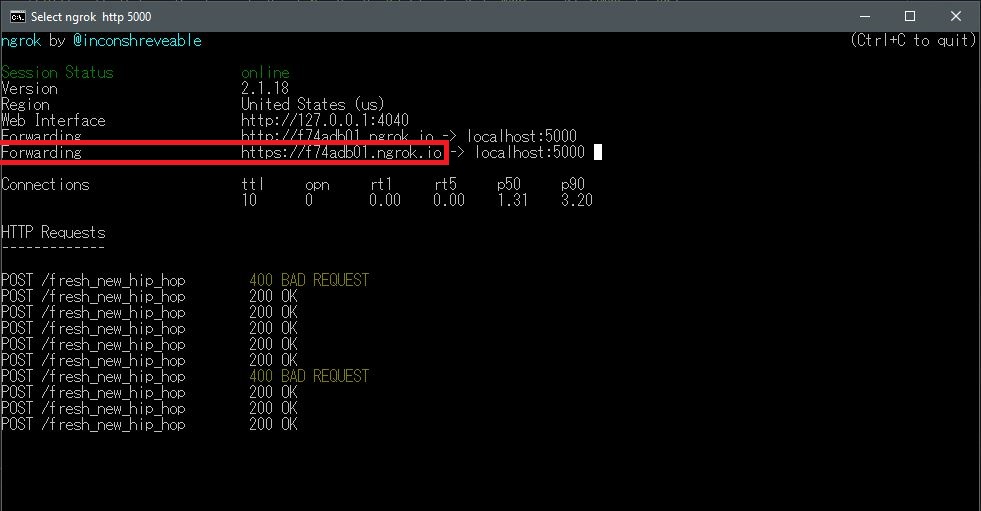 Select ngrok http 5000
ngrok by @inconshreveable (Ctrl+C to quit)
Session Status online
Version 2.1.18
Region United States (us)
Web Interface http://127.0.0.1:4040
Forwarding http://f74adb01.ngrok.io -> localhost:5000
Forwarding https://f74adb01.ngrok.io -> localhost:5000
Connections ttl opn rt1 rt5 p50 p90
10 0 0.00 0.00 1.31 3.20
HTTP Requests
-------------
POST /fresh_new_hip_hop 400 BAD REQUEST
POST /fresh_new_hip_hop 200 OK
POST /fresh_new_hip_hop 200 OK
POST /fresh_new_hip_hop 200 OK
POST /fresh_new_hip_hop 200 OK
POST /fresh_new_hip_hop 200 OK
POST /fresh_new_hip_hop 400 BAD REQUEST
POST /fresh_new_hip_hop 200 OK
POST /fresh_new_hip_hop 200 OK
POST /fresh_new_hip_hop 200 OK